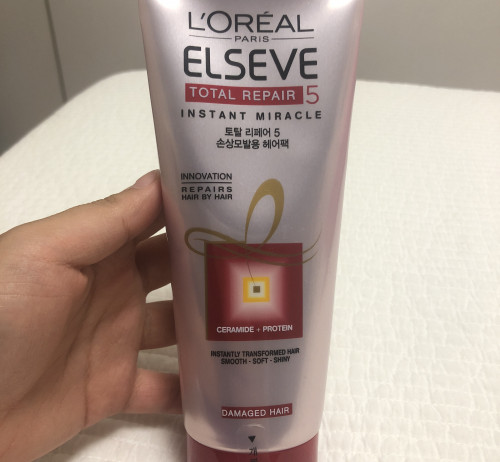 L'ORÉAL
PARIS
ELSEVE
TOTAL REPAIR 5
INSTANT MIRACLE
토탈 리페어 5
손상모발용 헤어팩
INNOVATION
REPAIRS
HAIR BY HAIR
CERAMIDE + PROTEIN
INSTANTLY TRANSFORMED HAIR
SMOOTH - SOFT - SHINY
DAMAGED HAIR